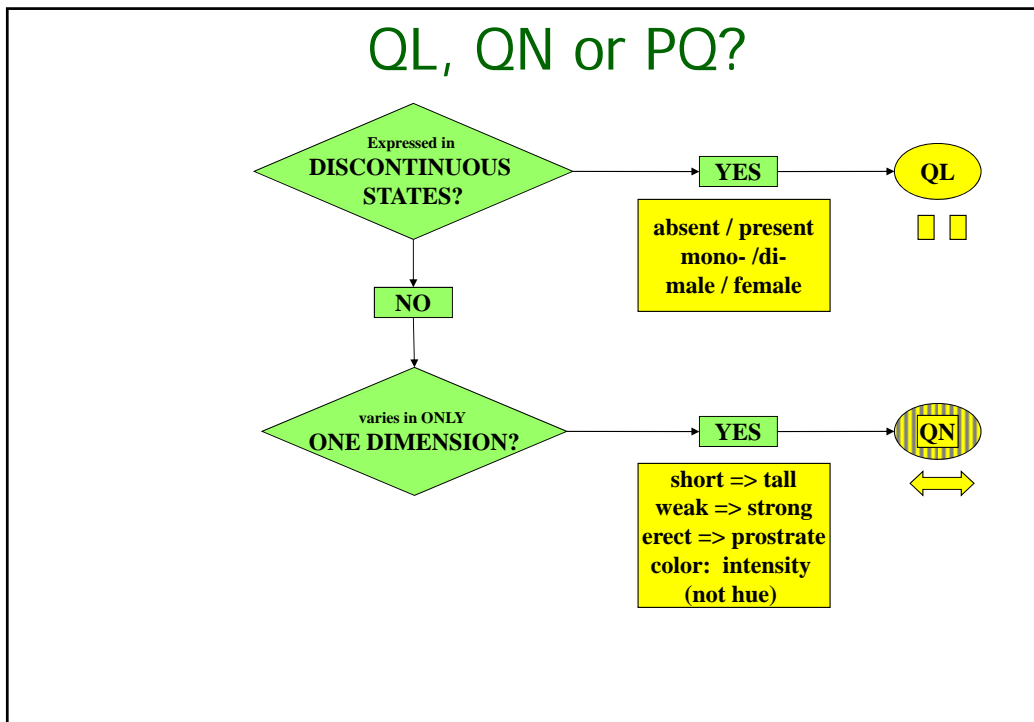 QL, QN or PQ?
Expressed in
DISCONTINUOUS
STATES?
YES
QL
absent / present
mono- /di-
male / female
NO
varies in ONLY
ONE DIMENSION?
YES
QN
short => tall
weak => strong
erect => prostrate
color: intensity
(not hue)